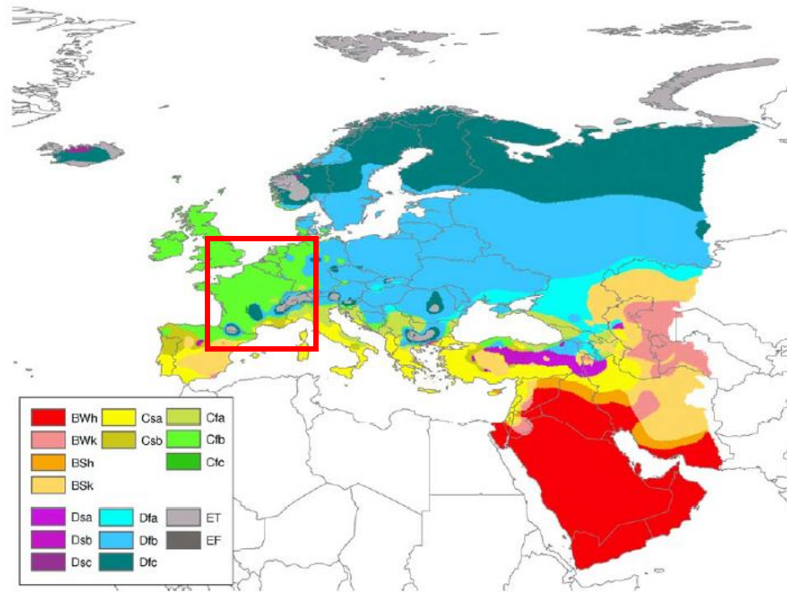 BWh Csa Cfa
BWk Csb Cfb
BSh Cfc
BSk
Dsa Dfa ET
Dsb Dfb EF
Dsc Dfc